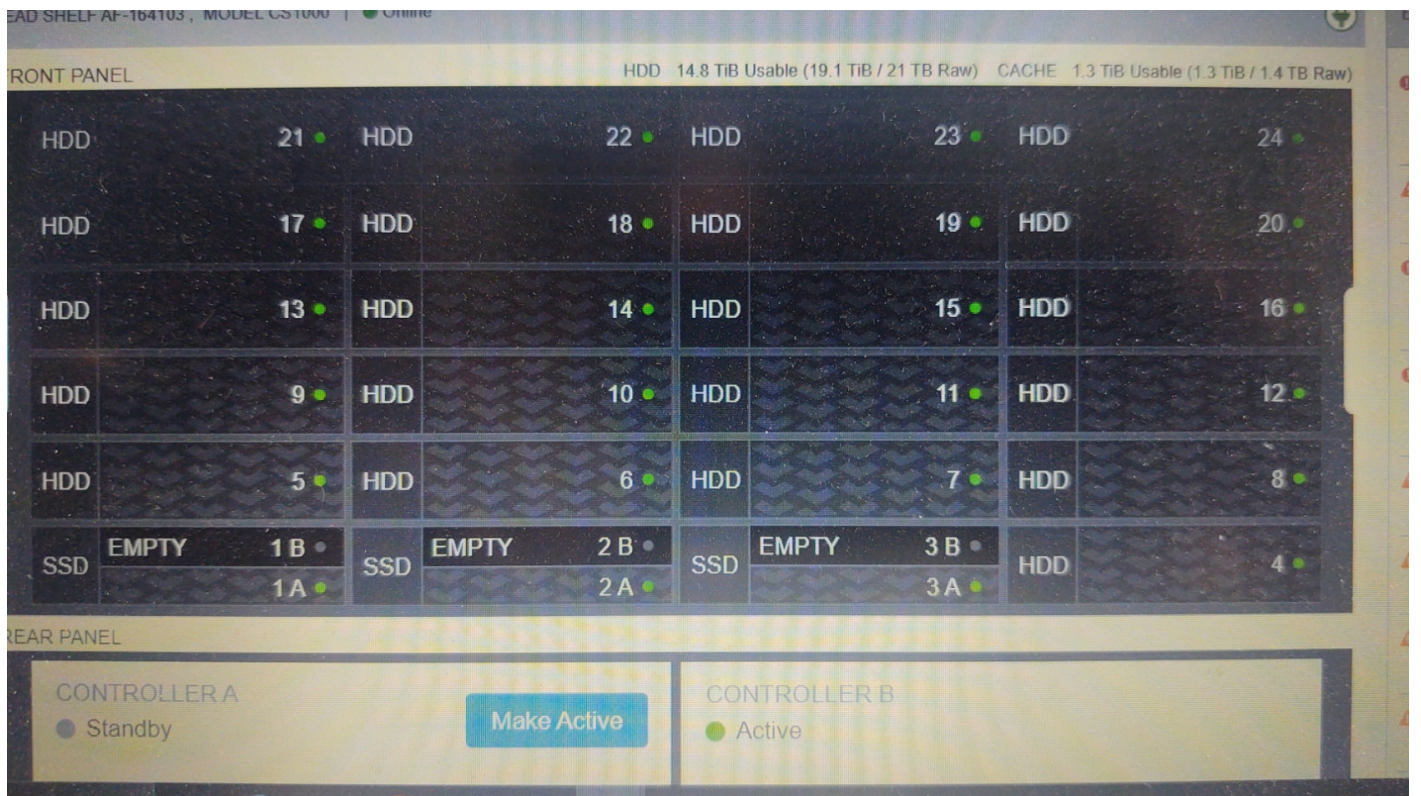 EAD SHELF AF-164103 , MODEL CS1000 | Online
FRONT PANEL HDD 14.8 TiB Usable (19.1 TiB / 21 TB Raw) CACHE 1.3 TiB Usable (1.3 TiB / 1.4 TB Raw)
HDD 21 HDD 22 HDD 23 HDD 24
HDD 17 HDD 18 HDD 19 HDD 20
HDD 13 HDD 14 HDD 15 HDD 16
HDD 9 HDD 10 HDD 11 HDD 12
HDD 5 HDD 6 HDD 7 HDD 8
SSD EMPTY 1 B SSD EMPTY 2 B SSD EMPTY 3 B HDD 4
1 A 2 A 3 A
REAR PANEL
CONTROLLER A
Standby
Make Active
CONTROLLER B
Active